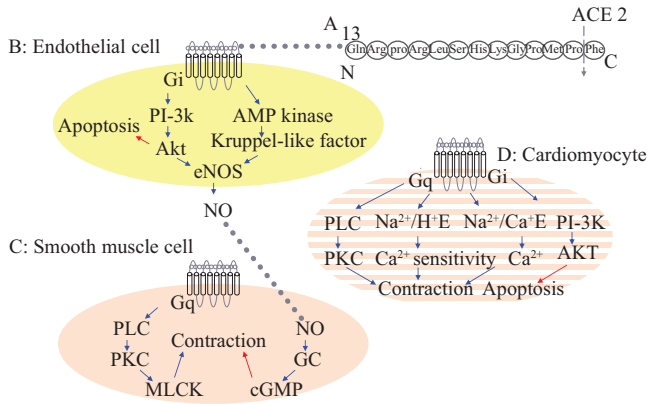 ACE 2
A 13
Gln Arg pro Arg Leu Ser His Lys Gly Pro Met Pro Phe
N
C
B: Endothelial cell
Gi
PI-3k
AMP kinase
Apoptosis
Kruppel-like factor
Akt
eNOS
NO
D: Cardiomyocyte
Gq
Gi
PLC
Na²⁺/H⁺E
Na²⁺/Ca⁺E
PI-3K
PKC
Ca²⁺ sensitivity
Ca²⁺
AKT
Contraction
Apoptosis
C: Smooth muscle cell
Gq
PLC
NO
Contraction
PKC
GC
MLCK
cGMP